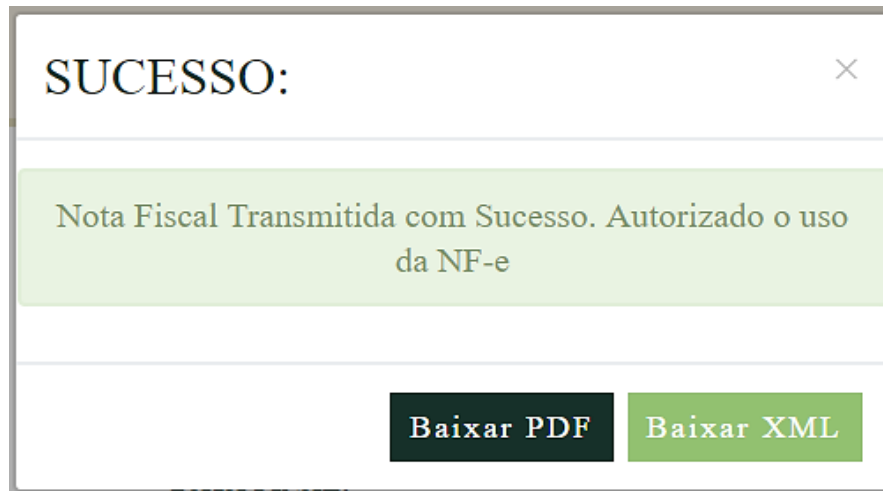 SUCESSO:
×
Nota Fiscal Transmitida com Sucesso. Autorizado o uso
da NF-e
Baixar PDF
Baixar XML